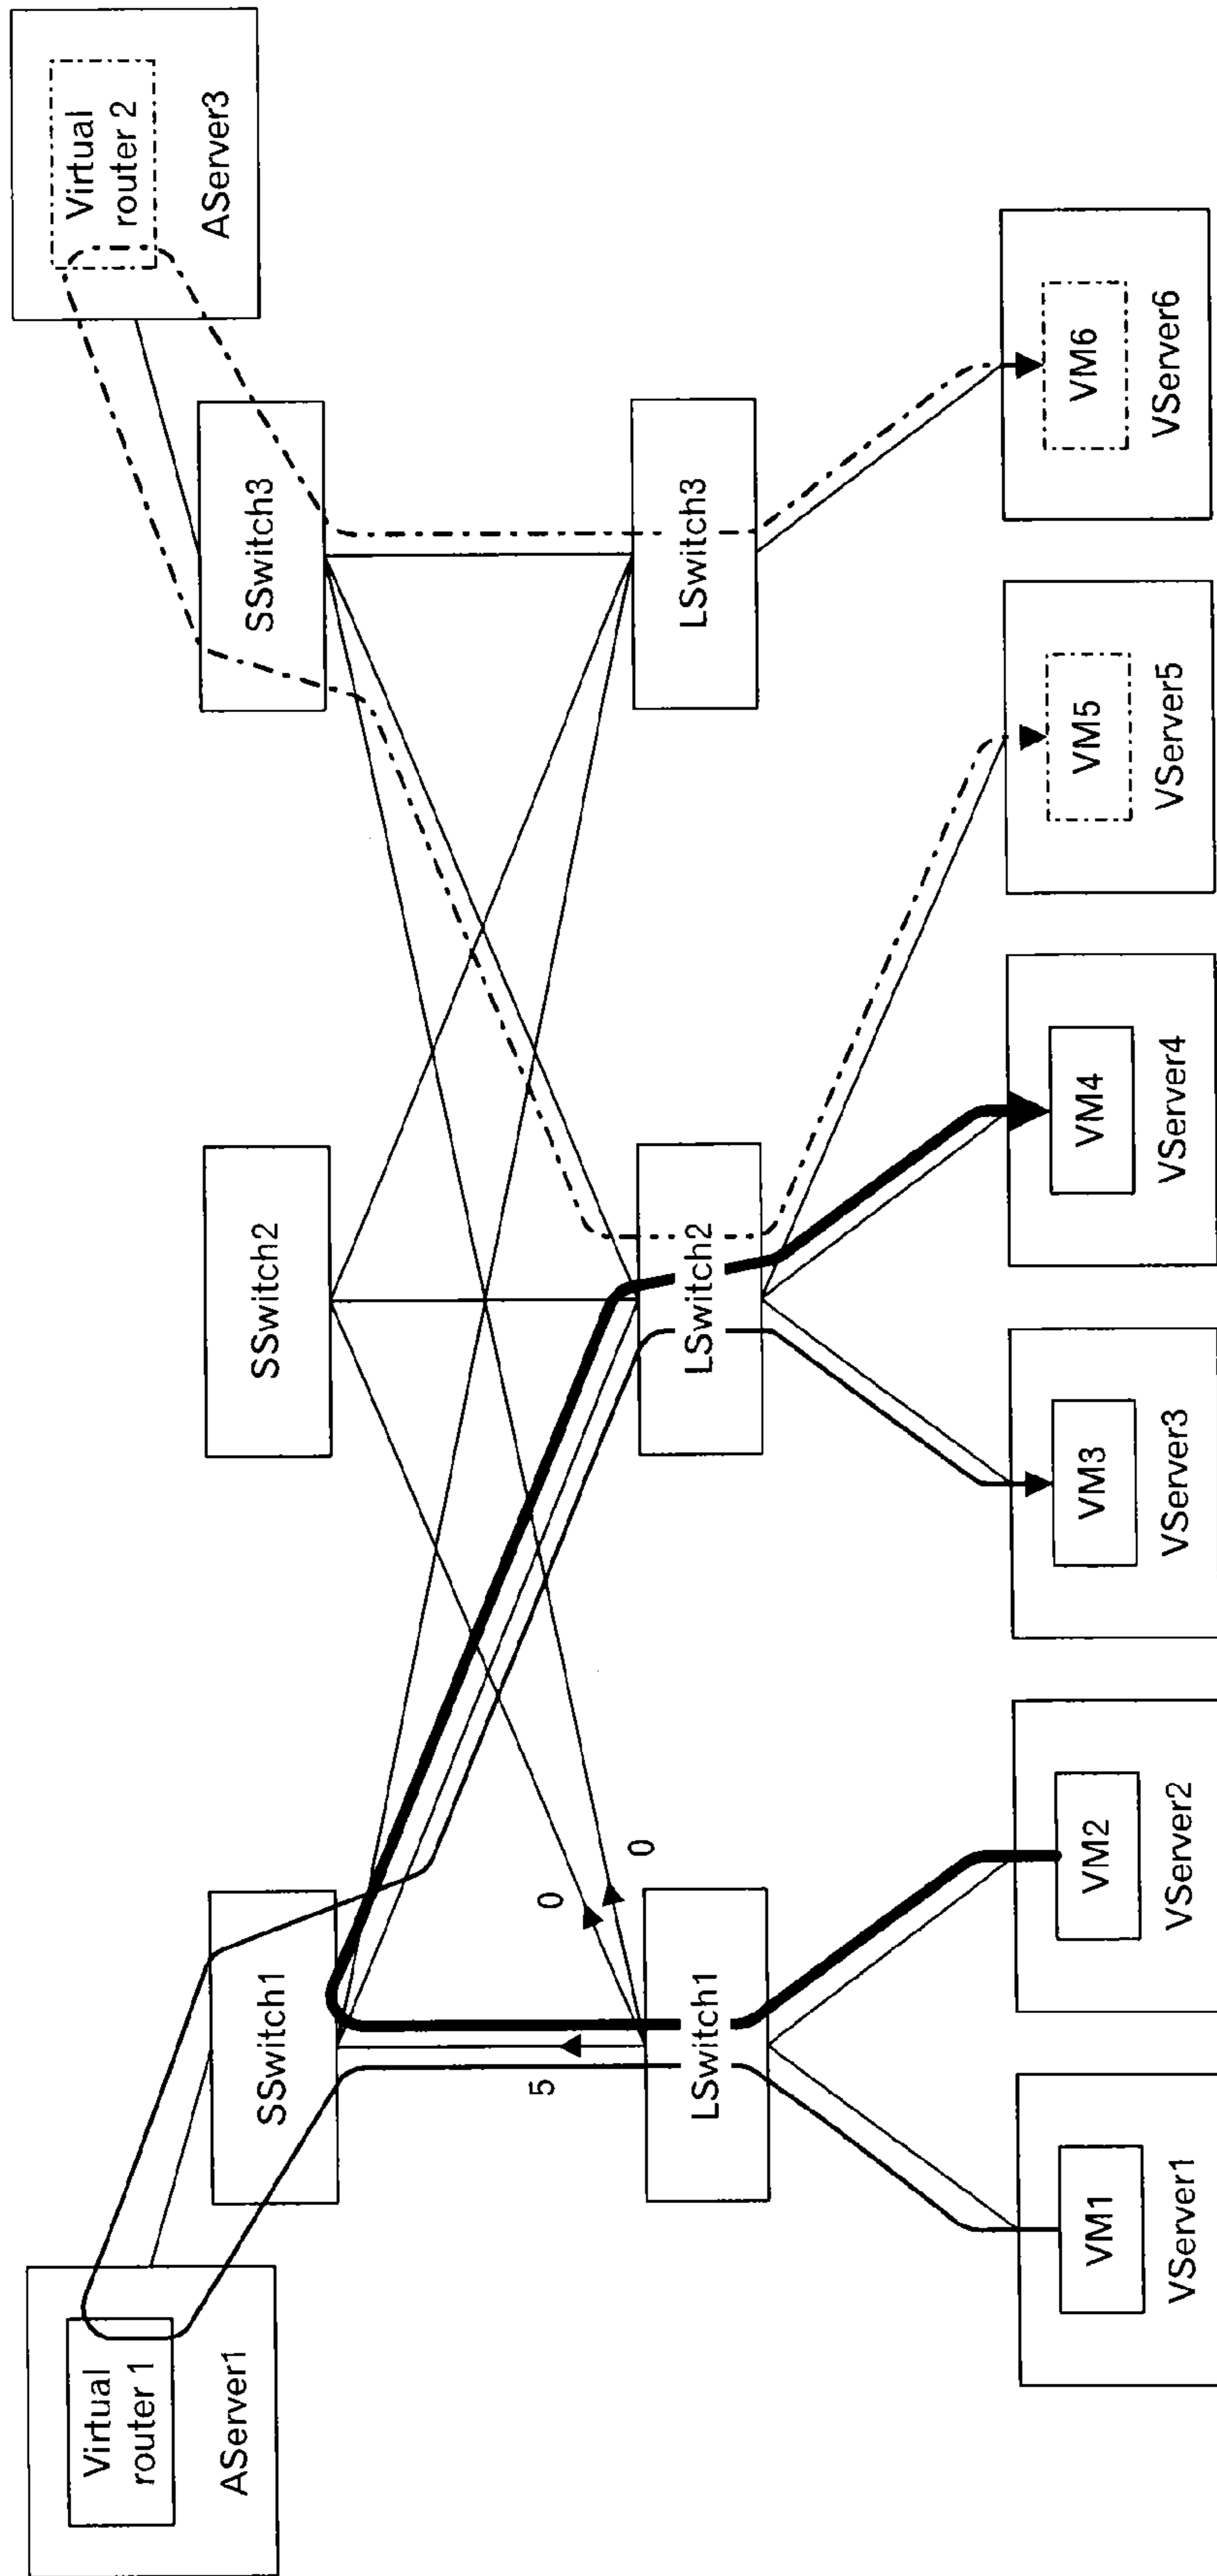 Virtual
router 1
AServer1
Virtual
router 2
AServer3
SSwitch1
SSwitch2
SSwitch3
5
0
0
LSwitch1
LSwitch2
LSwitch3
VM1
VServer1
VM2
VServer2
VM3
VServer3
VM4
VServer4
VM5
VServer5
VM6
VServer6